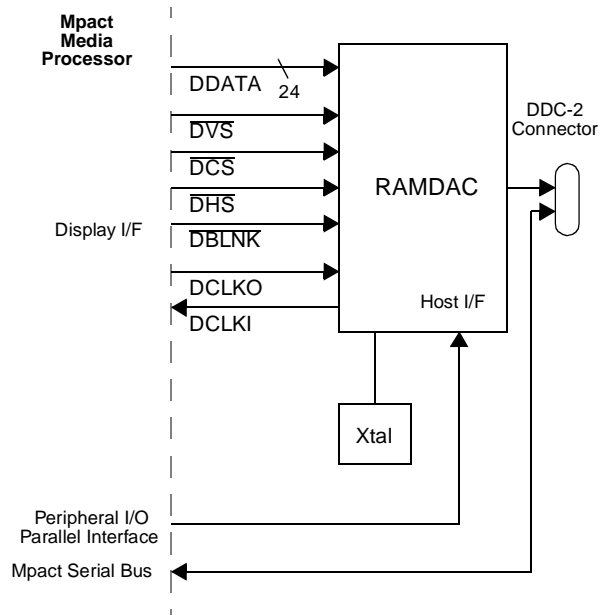 Mpact
Media
Processor
DDATA
24
DVS
DCS
DHS
DBLNK
DCLKO
DCLKI
Display I/F
RAMDAC
Host I/F
DDC-2
Connector
Xtal
Peripheral I/O
Parallel Interface
Mpact Serial Bus